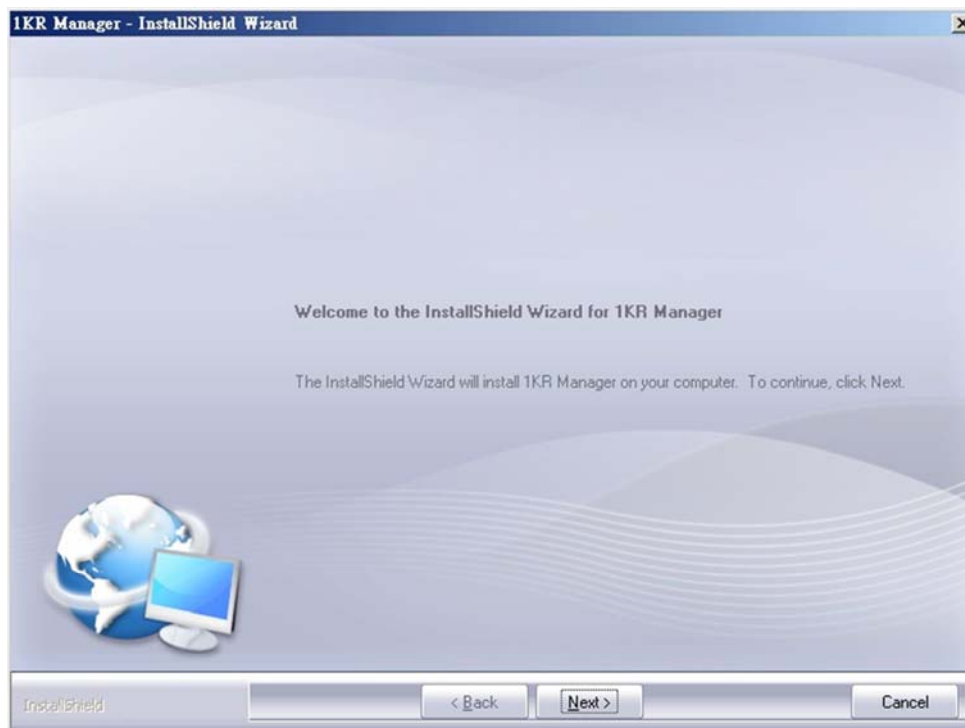 1KR Manager - InstallShield Wizard
Welcome to the InstallShield Wizard for 1KR Manager
The InstallShield Wizard will install 1KR Manager on your computer. To continue, click Next.
InstallShield
< Back
Next >
Cancel